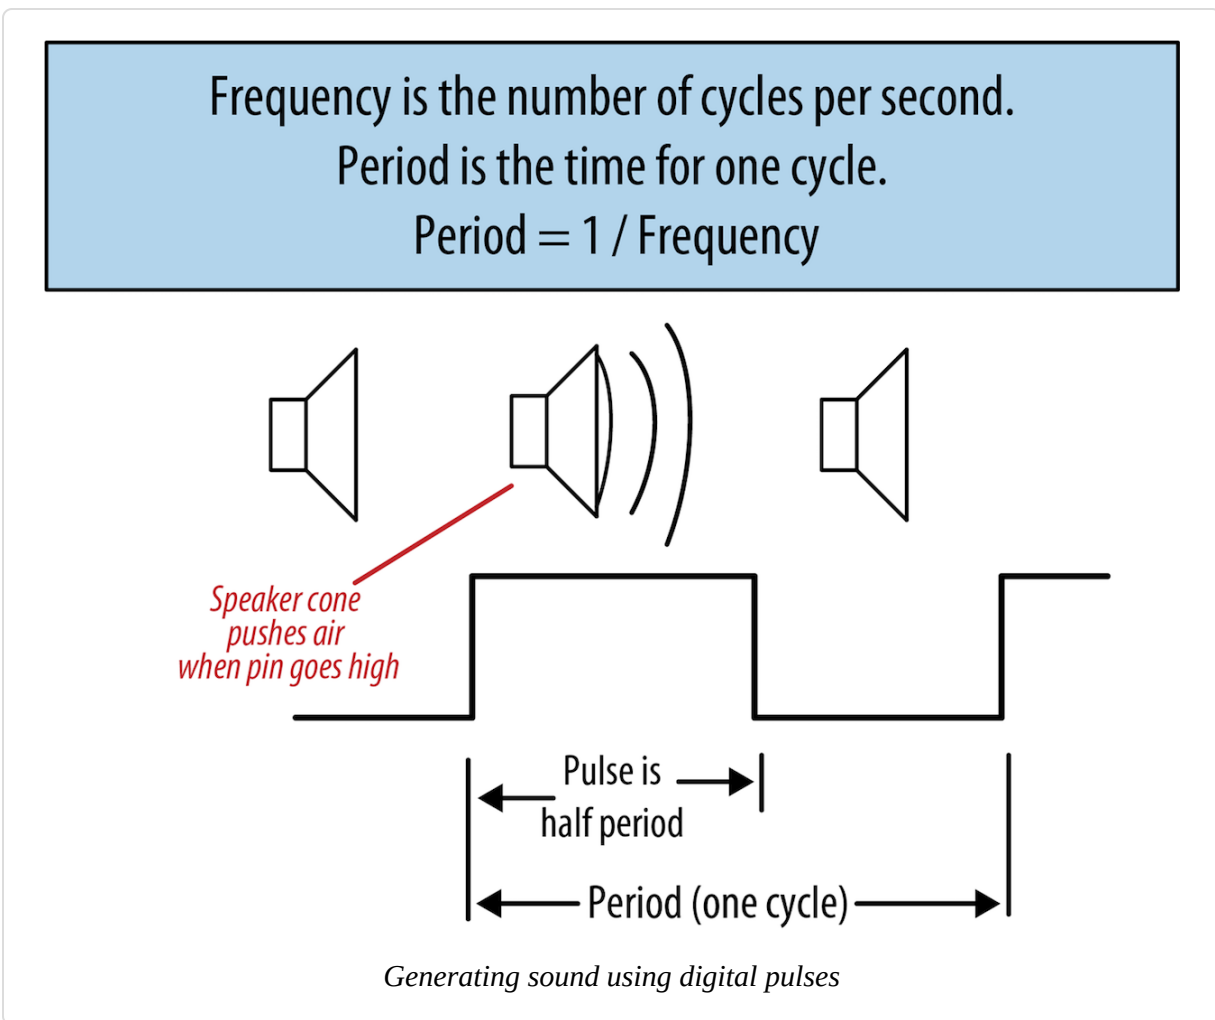 Frequency is the number of cycles per second.
Period is the time for one cycle.
Period = 1 / Frequency
Speaker cone
pushes air
when pin goes high
Pulse is
half period
Period (one cycle)
Generating sound using digital pulses